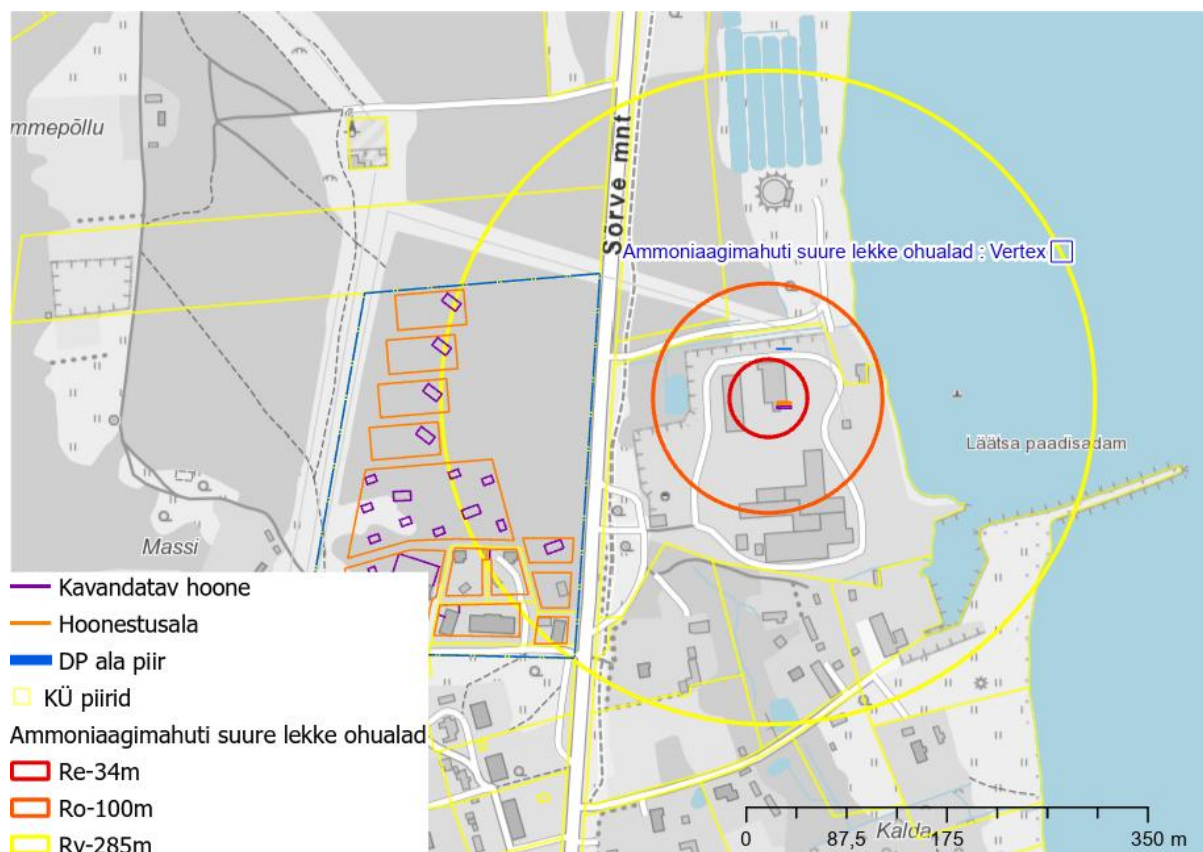 mmepõllu
Sõrve mnt
Ammoniaagimahuti suure lekke ohualad : Vertex
Läätsa paadisadam
Massi
Kavandatav hoone
Hoonestusala
DP ala piir
KÜ piirid
Ammoniaagimahuti suure lekke ohualad
Re-34m
Ro-100m
Ry-285m
Kalda
0 87,5 175 350 m